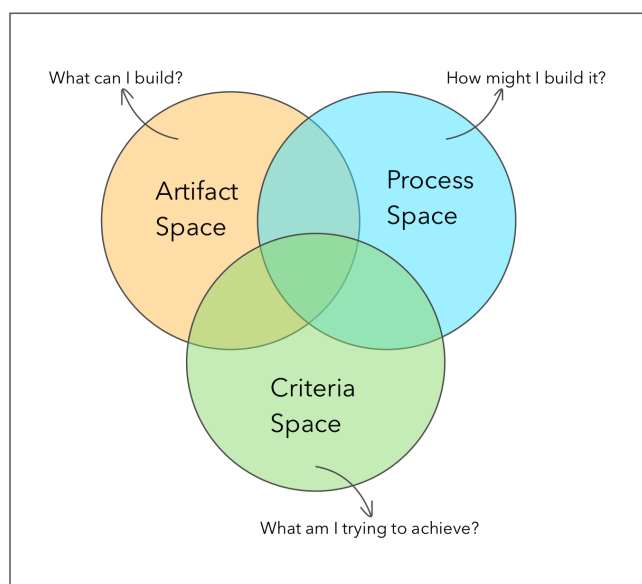 What can I build?
How might I build it?
Artifact
Space
Process
Space
Criteria
Space
What am I trying to achieve?